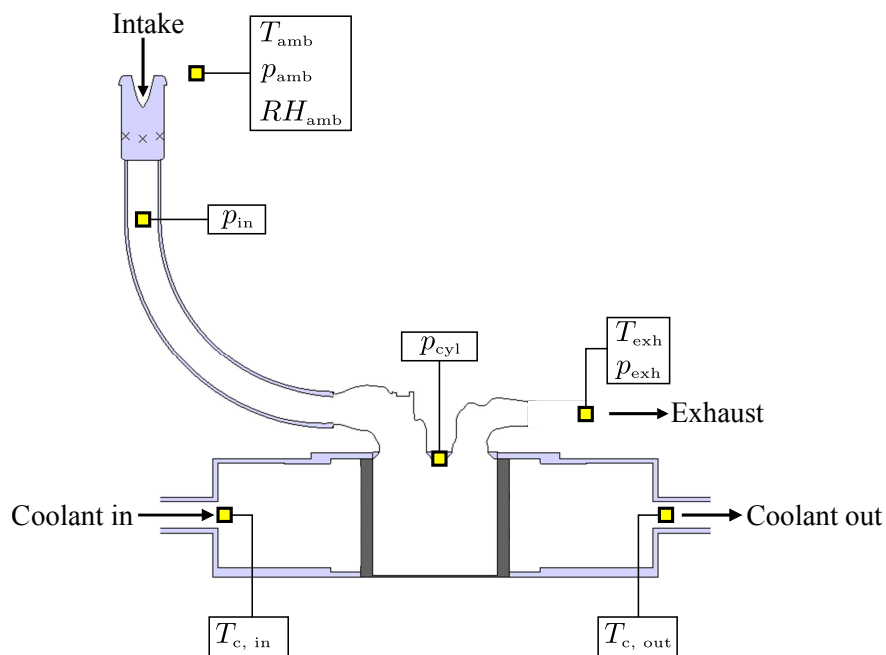 Intake
T_amb
p_amb
RH_amb
p_in
p_cyl
T_exh
p_exh
Exhaust
Coolant in
Coolant out
T_c, in
T_c, out